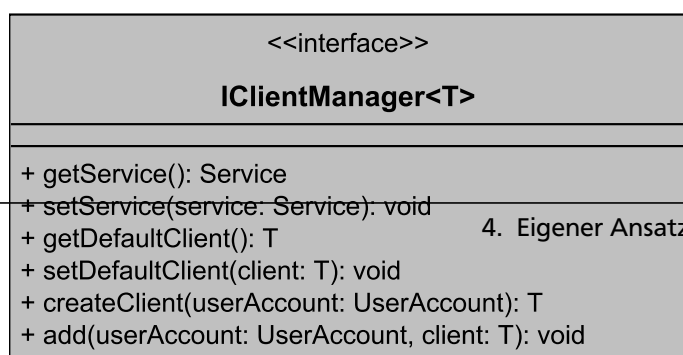 <<interface>>
IClientManager<T>
+ getService(): Service
+ setService(service: Service): void
4. Eigener Ansatz
+ getDefaultClient(): T
+ setDefaultClient(client: T): void
+ createClient(userAccount: UserAccount): T
+ add(userAccount: UserAccount, client: T): void